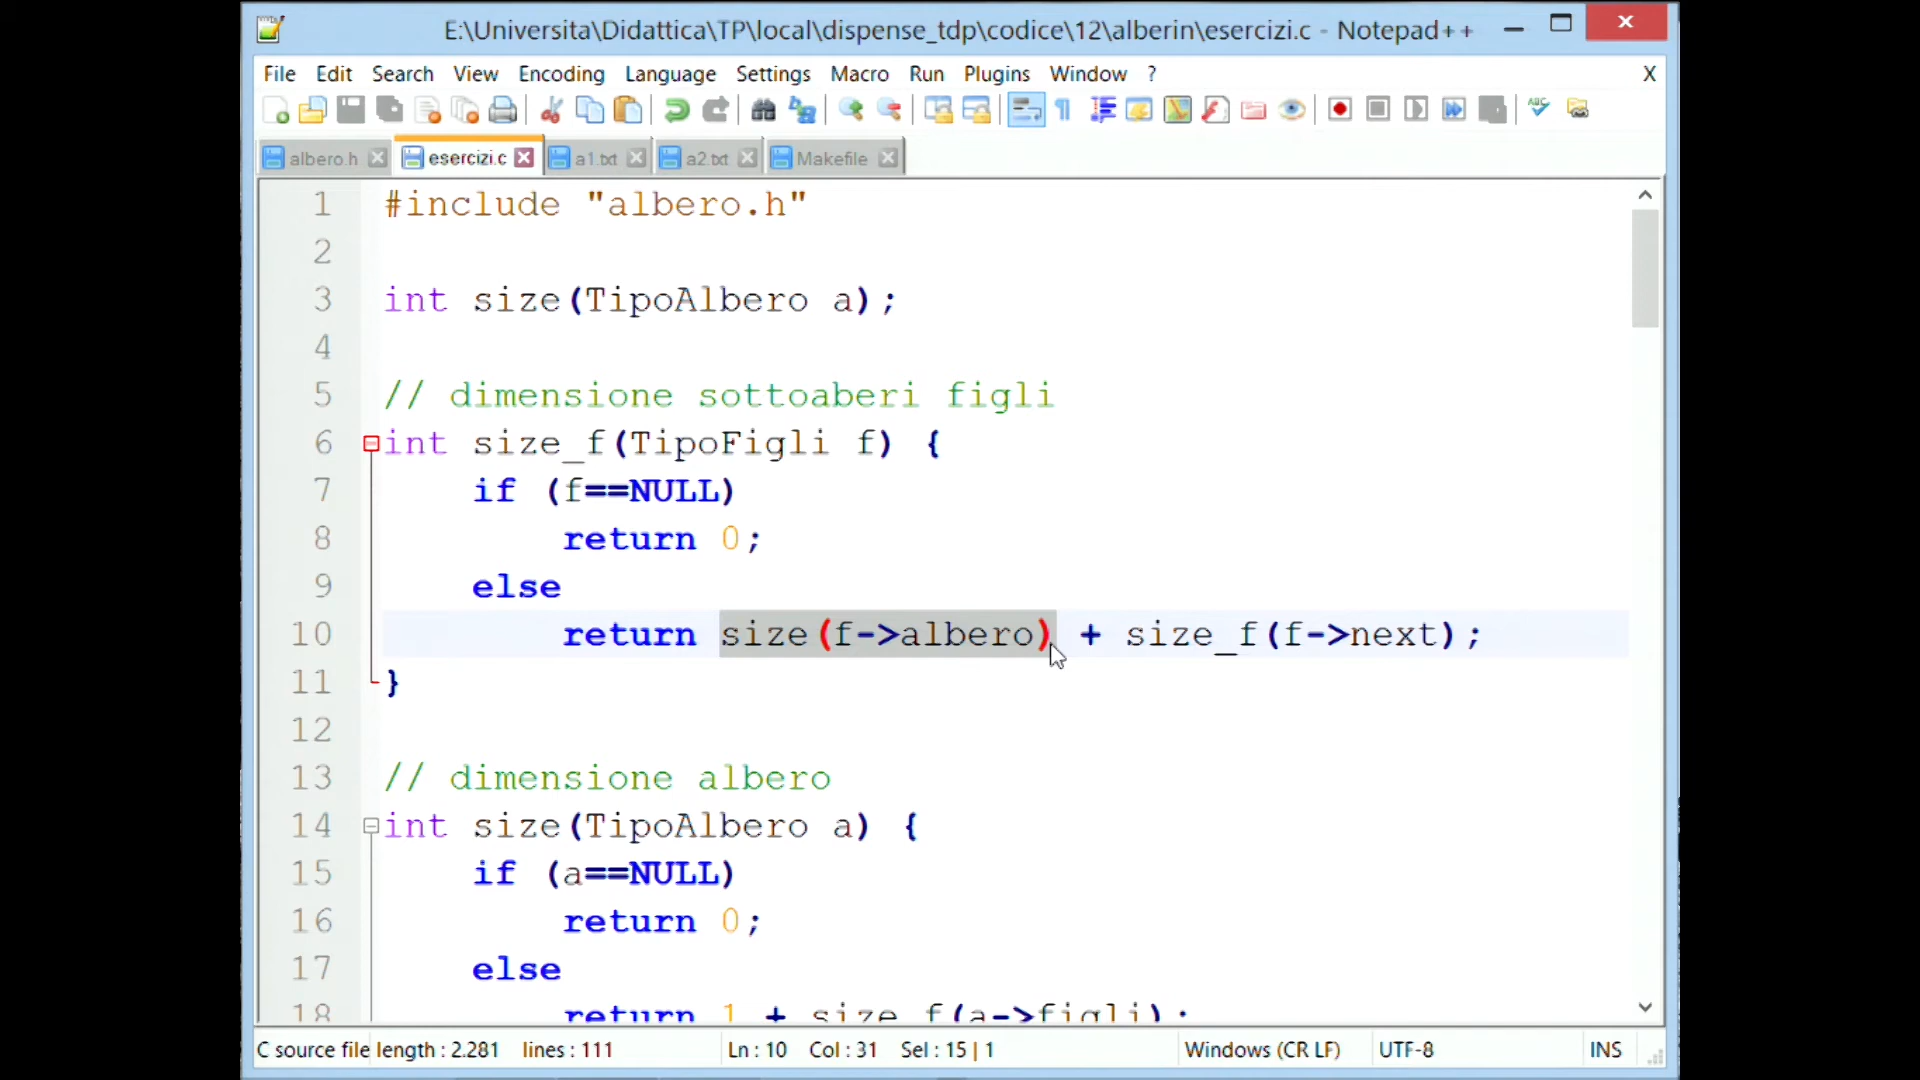 E:\Universita\Didattica\TP\local\dispense_tdp\codice\12\alberin\esercizi.c - Notepad++
File Edit Search View Encoding Language Settings Macro Run Plugins Window ? X
albero.h esercizi.c a1.txt a2.txt Makefile
1 #include "albero.h"
2
3 int size(TipoAlbero a);
4
5 // dimensione sottoaberi figli
6 int size_f(TipoFigli f) {
7 if (f==NULL)
8 return 0;
9 else
10 return size(f->albero) + size_f(f->next);
11 }
12
13 // dimensione albero
14 int size(TipoAlbero a) {
15 if (a==NULL)
16 return 0;
17 else
18 return 1 + size_f(a->figli);
C source file length : 2.281 lines : 111 Ln : 10 Col : 31 Sel : 15 | 1 Windows (CR LF) UTF-8 INS